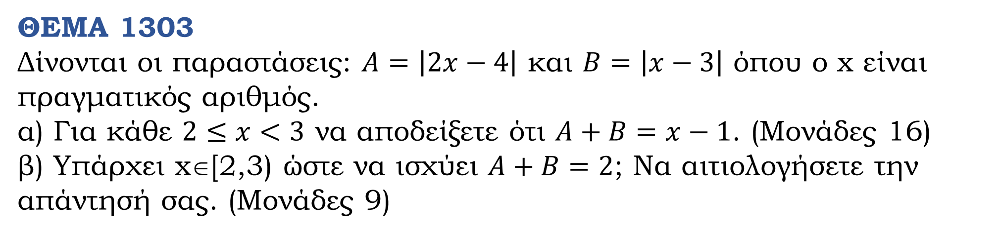 ΘΕΜΑ 1303
Δίνονται οι παραστάσεις: A = |2x − 4| και B = |x − 3| όπου ο x είναι
πραγματικός αριθμός.
α) Για κάθε 2 ≤ x < 3 να αποδείξετε ότι A + B = x − 1. (Μονάδες 16)
β) Υπάρχει x∈[2,3) ώστε να ισχύει A + B = 2; Να αιτιολογήσετε την
απάντησή σας. (Μονάδες 9)